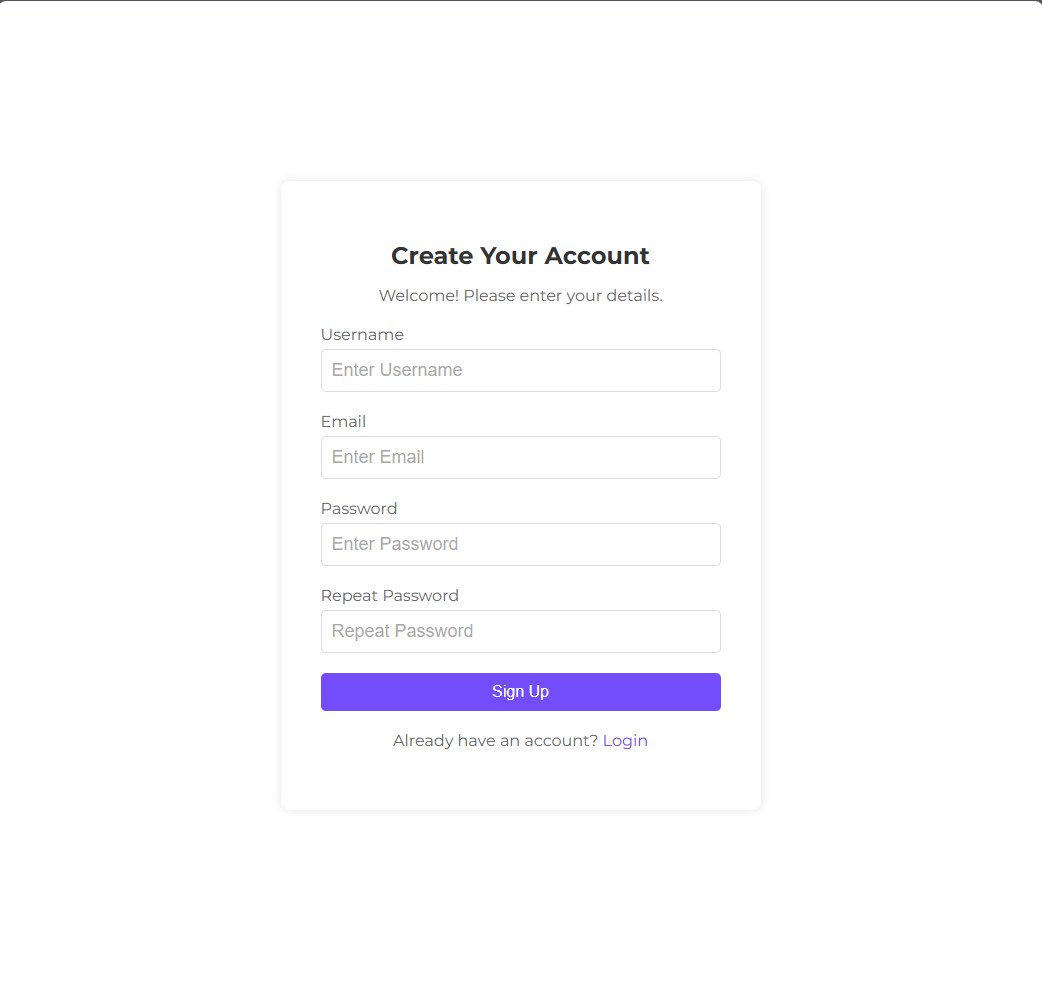 Create Your Account
Welcome! Please enter your details.
Username
Enter Username
Email
Enter Email
Password
Enter Password
Repeat Password
Repeat Password
Sign Up
Already have an account? Login